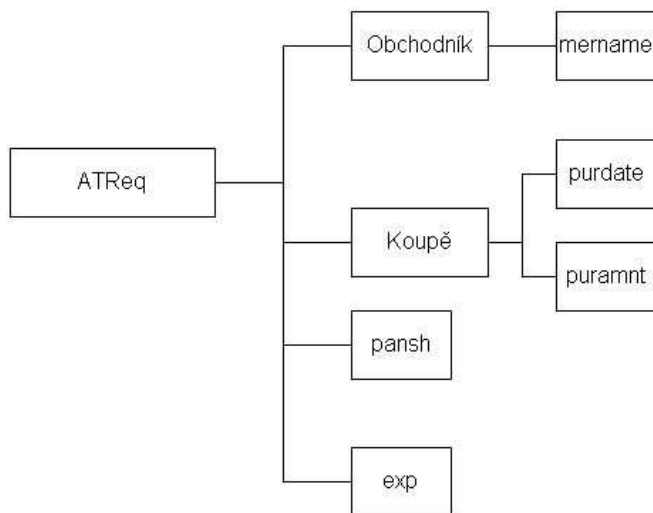 Obchodník
mername
ATReq
purdate
Koupě
puramnt
pansh
exp